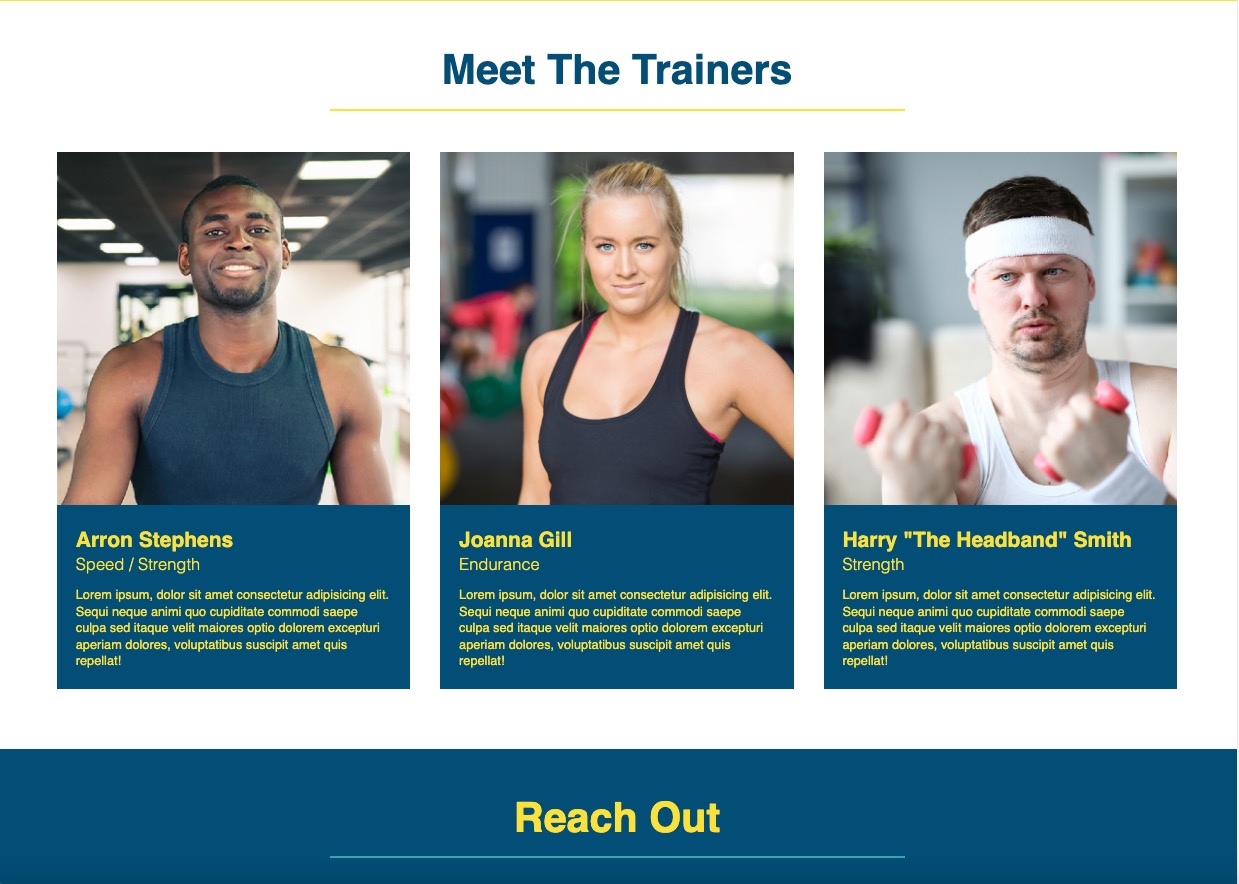 Meet The Trainers
Arron Stephens
Speed / Strength
Lorem ipsum, dolor sit amet consectetur adipisicing elit.
Sequi neque animi quo cupiditate commodi saepe
culpa sed itaque velit maiores optio dolorem excepturi
aperiam dolores, voluptatibus suscipit amet quis
repellat!
Joanna Gill
Endurance
Lorem ipsum, dolor sit amet consectetur adipisicing elit.
Sequi neque animi quo cupiditate commodi saepe
culpa sed itaque velit maiores optio dolorem excepturi
aperiam dolores, voluptatibus suscipit amet quis
repellat!
Harry "The Headband" Smith
Strength
Lorem ipsum, dolor sit amet consectetur adipisicing elit.
Sequi neque animi quo cupiditate commodi saepe
culpa sed itaque velit maiores optio dolorem excepturi
aperiam dolores, voluptatibus suscipit amet quis
repellat!
Reach Out